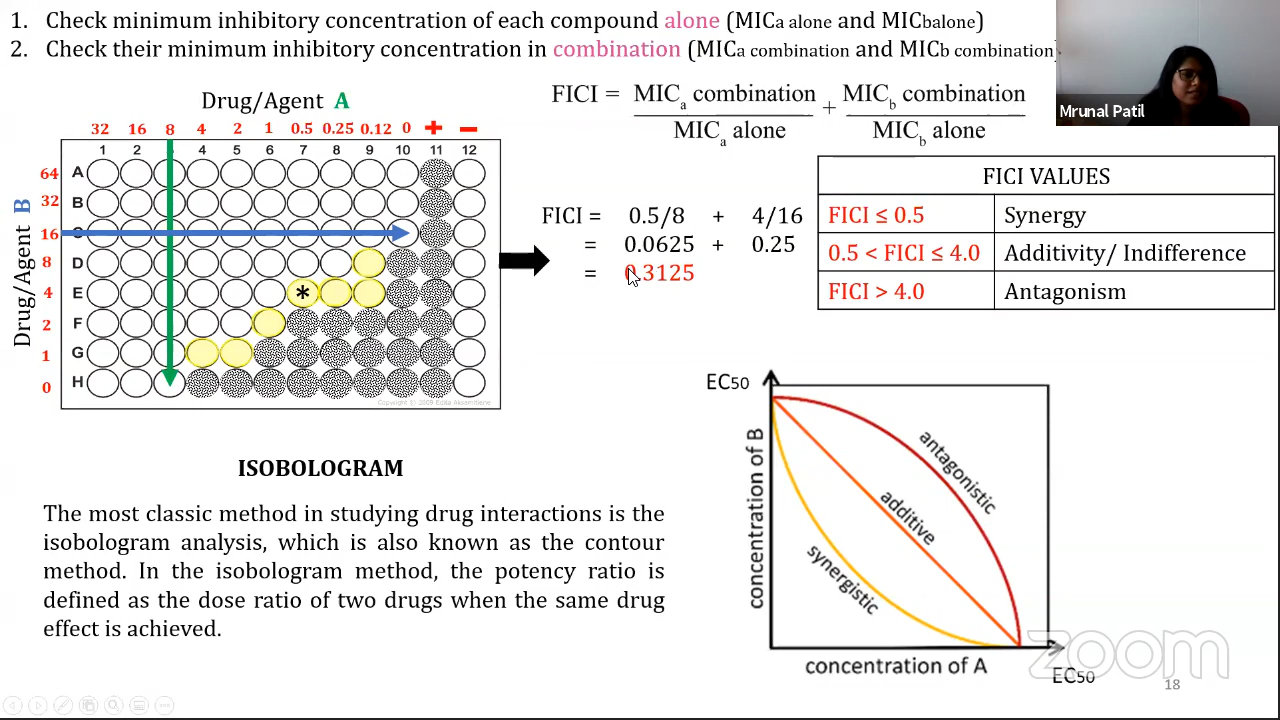 1. Check minimum inhibitory concentration of each compound alone (MICa alone and MICbalone)
2. Check their minimum inhibitory concentration in combination (MICa combination and MICb combination)
Mrunal Patil
Drug/Agent A
32 16 8 4 2 1 0.5 0.25 0.12 0 + −
1 2 4 5 6 7 8 9 10 11 12
Drug/Agent B
64 A
32 B
16
8 D
4 E *
2 F
1 G
0 H
FICI = MICa combination / MICa alone + MICb combination / MICb alone
FICI = 0.5/8 + 4/16
= 0.0625 + 0.25
= 0.3125
FICI VALUES
FICI ≤ 0.5 Synergy
0.5 < FICI ≤ 4.0 Additivity/ Indifference
FICI > 4.0 Antagonism
ISOBOLOGRAM
The most classic method in studying drug interactions is the
isobologram analysis, which is also known as the contour
method. In the isobologram method, the potency ratio is
defined as the dose ratio of two drugs when the same drug
effect is achieved.
EC50
concentration of B
antagonistic
additive
synergistic
concentration of A
EC50
zoom
18